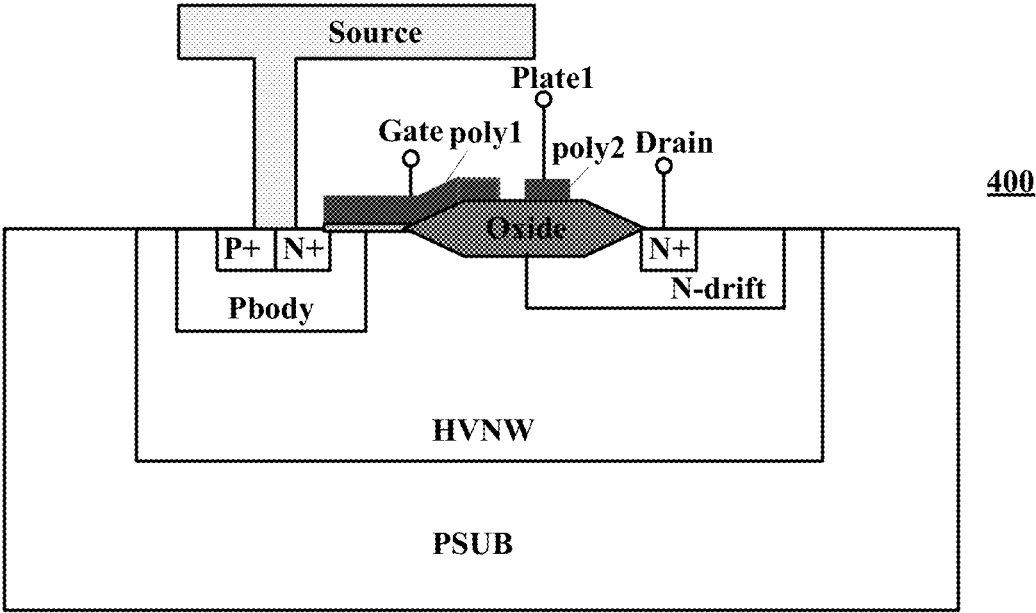 Source
Plate1
Gate poly1
poly2 Drain
400
Oxide
P+ N+ N+
N-drift
Pbody
HVNW
PSUB